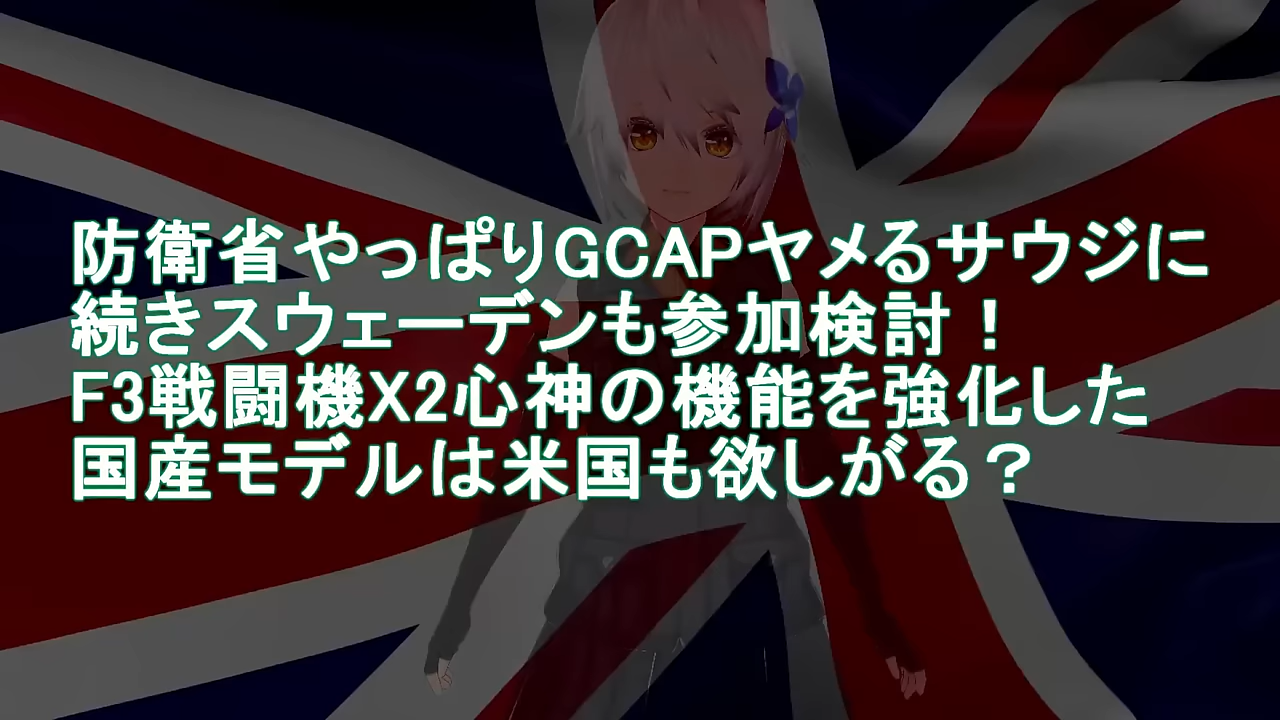 防衛省やっぱりGCAPヤメるサウジに
続きスウェーデンも参加検討！
F3戦闘機X2心神の機能を強化した
国産モデルは米国も欲しがる？